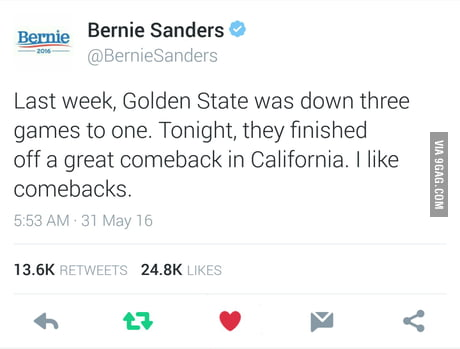 Bernie
2016
Bernie Sanders
@BernieSanders
Last week, Golden State was down three
games to one. Tonight, they finished
off a great comeback in California. I like
comebacks.
5:53 AM · 31 May 16
13.6K RETWEETS 24.8K LIKES
VIA 9GAG.COM